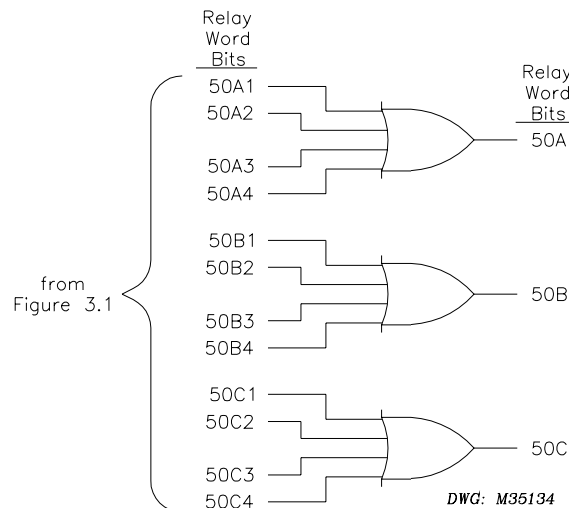 Relay
Word
Bits
50A1
50A2
50A3
50A4
50B1
50B2
50B3
50B4
50C1
50C2
50C3
50C4
from
Figure 3.1
Relay
Word
Bits
50A
50B
50C
DWG: M35134